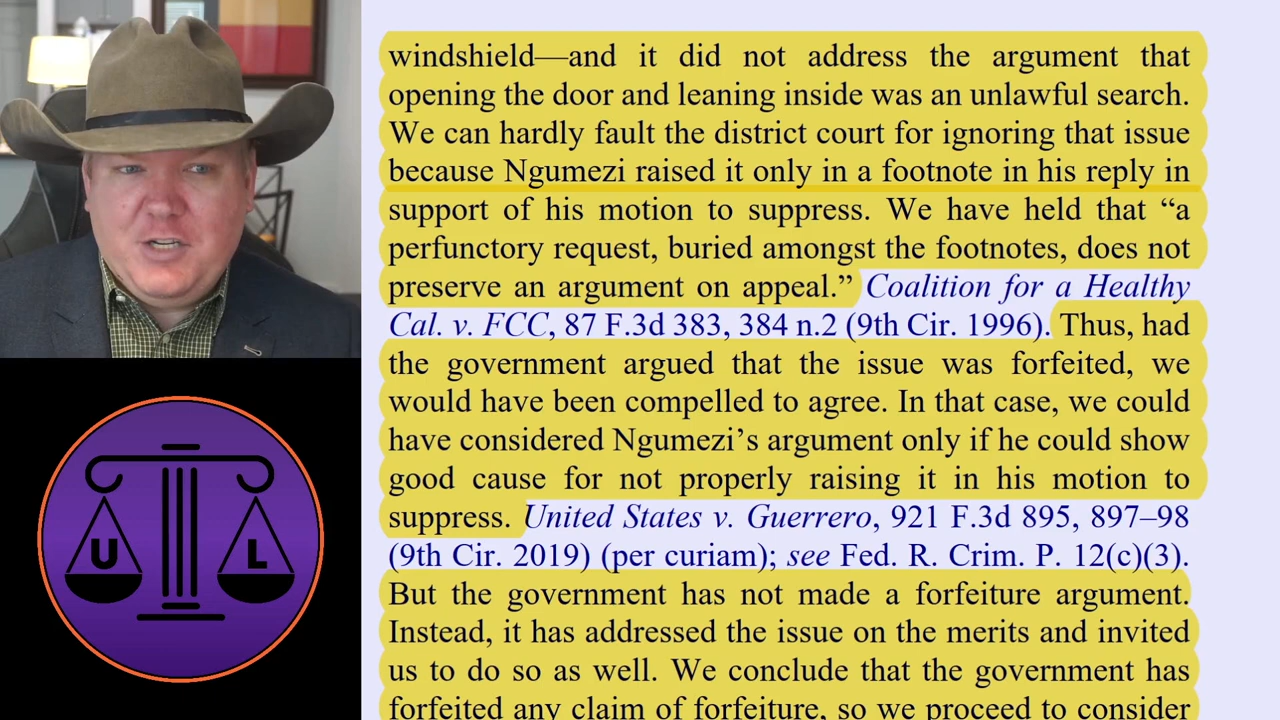 windshield—and it did not address the argument that
opening the door and leaning inside was an unlawful search.
We can hardly fault the district court for ignoring that issue
because Ngumezi raised it only in a footnote in his reply in
support of his motion to suppress. We have held that “a
perfunctory request, buried amongst the footnotes, does not
preserve an argument on appeal.” Coalition for a Healthy
Cal. v. FCC, 87 F.3d 383, 384 n.2 (9th Cir. 1996). Thus, had
the government argued that the issue was forfeited, we
would have been compelled to agree. In that case, we could
have considered Ngumezi’s argument only if he could show
good cause for not properly raising it in his motion to
suppress. United States v. Guerrero, 921 F.3d 895, 897–98
(9th Cir. 2019) (per curiam); see Fed. R. Crim. P. 12(c)(3).
But the government has not made a forfeiture argument.
Instead, it has addressed the issue on the merits and invited
us to do so as well. We conclude that the government has
forfeited any claim of forfeiture, so we proceed to consider
U L